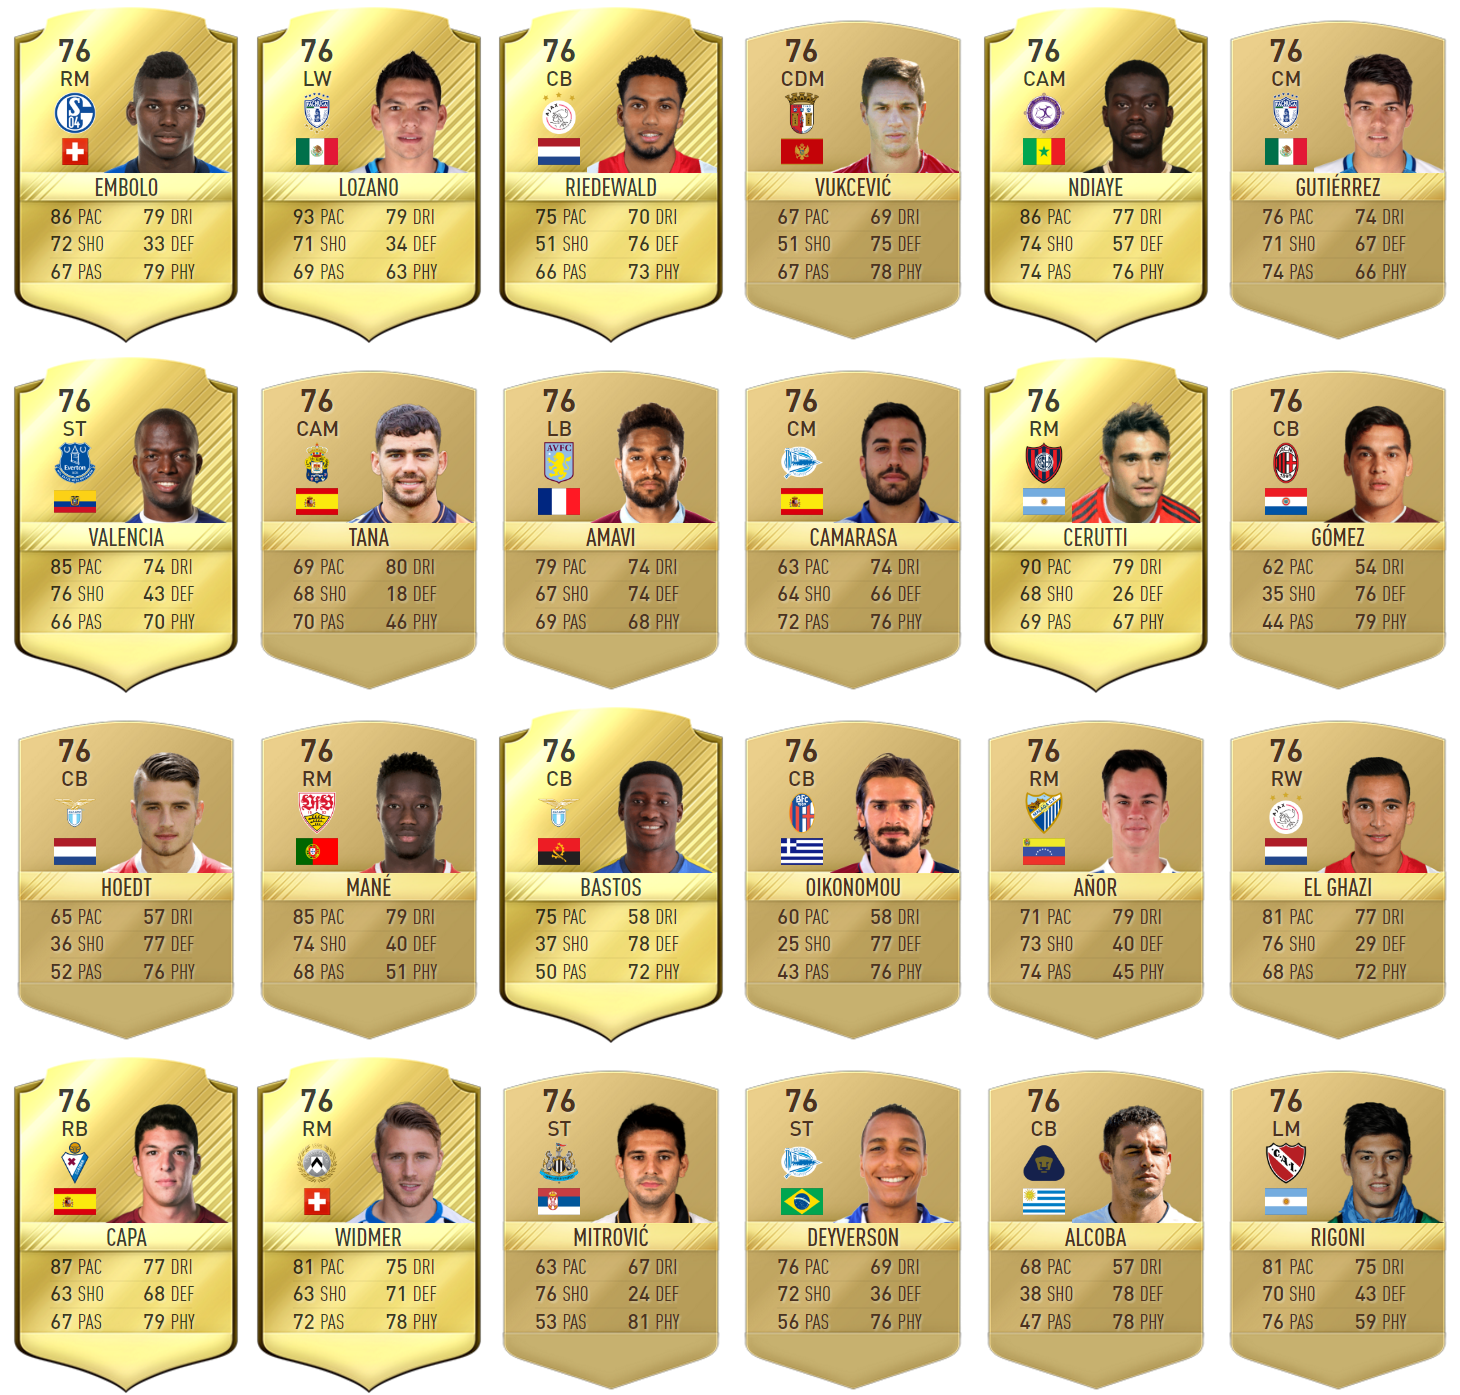 76
RM
EMBOLO
86 PAC 79 DRI
72 SHO 33 DEF
67 PAS 79 PHY
76
LW
LOZANO
93 PAC 79 DRI
71 SHO 34 DEF
69 PAS 63 PHY
76
CB
RIEDEWALD
75 PAC 70 DRI
51 SHO 76 DEF
66 PAS 73 PHY
76
CDM
VUKCEVIĆ
67 PAC 69 DRI
51 SHO 75 DEF
67 PAS 78 PHY
76
CAM
NDIAYE
86 PAC 77 DRI
74 SHO 57 DEF
74 PAS 76 PHY
76
CM
GUTIÉRREZ
76 PAC 74 DRI
71 SHO 67 DEF
74 PAS 66 PHY
76
ST
Everton
VALENCIA
85 PAC 74 DRI
76 SHO 43 DEF
66 PAS 70 PHY
76
CAM
TANA
69 PAC 80 DRI
68 SHO 18 DEF
70 PAS 46 PHY
76
LB
AVFC
AMAVI
79 PAC 74 DRI
67 SHO 74 DEF
69 PAS 68 PHY
76
CM
CAMARASA
63 PAC 74 DRI
64 SHO 66 DEF
72 PAS 76 PHY
76
RM
CERUTTI
90 PAC 79 DRI
68 SHO 26 DEF
69 PAS 67 PHY
76
CB
GÓMEZ
62 PAC 54 DRI
35 SHO 76 DEF
44 PAS 79 PHY
76
CB
HOEDT
65 PAC 57 DRI
36 SHO 77 DEF
52 PAS 76 PHY
76
RM
VfB
MANÉ
85 PAC 79 DRI
74 SHO 40 DEF
68 PAS 51 PHY
76
CB
BASTOS
75 PAC 58 DRI
37 SHO 78 DEF
50 PAS 72 PHY
76
CB
BFC
OIKONOMOU
60 PAC 58 DRI
25 SHO 77 DEF
43 PAS 76 PHY
76
RM
AÑOR
71 PAC 79 DRI
73 SHO 40 DEF
74 PAS 45 PHY
76
RW
AJAX
EL GHAZI
81 PAC 77 DRI
76 SHO 29 DEF
68 PAS 72 PHY
76
RB
CAPA
87 PAC 77 DRI
63 SHO 68 DEF
67 PAS 79 PHY
76
RM
WIDMER
81 PAC 75 DRI
63 SHO 71 DEF
72 PAS 78 PHY
76
ST
MITROVIĆ
63 PAC 67 DRI
76 SHO 24 DEF
53 PAS 81 PHY
76
ST
DEYVERSON
76 PAC 69 DRI
72 SHO 36 DEF
56 PAS 76 PHY
76
CB
ALCOBA
68 PAC 57 DRI
38 SHO 78 DEF
47 PAS 78 PHY
76
LM
C.A.I.
RIGONI
81 PAC 75 DRI
70 SHO 43 DEF
76 PAS 59 PHY